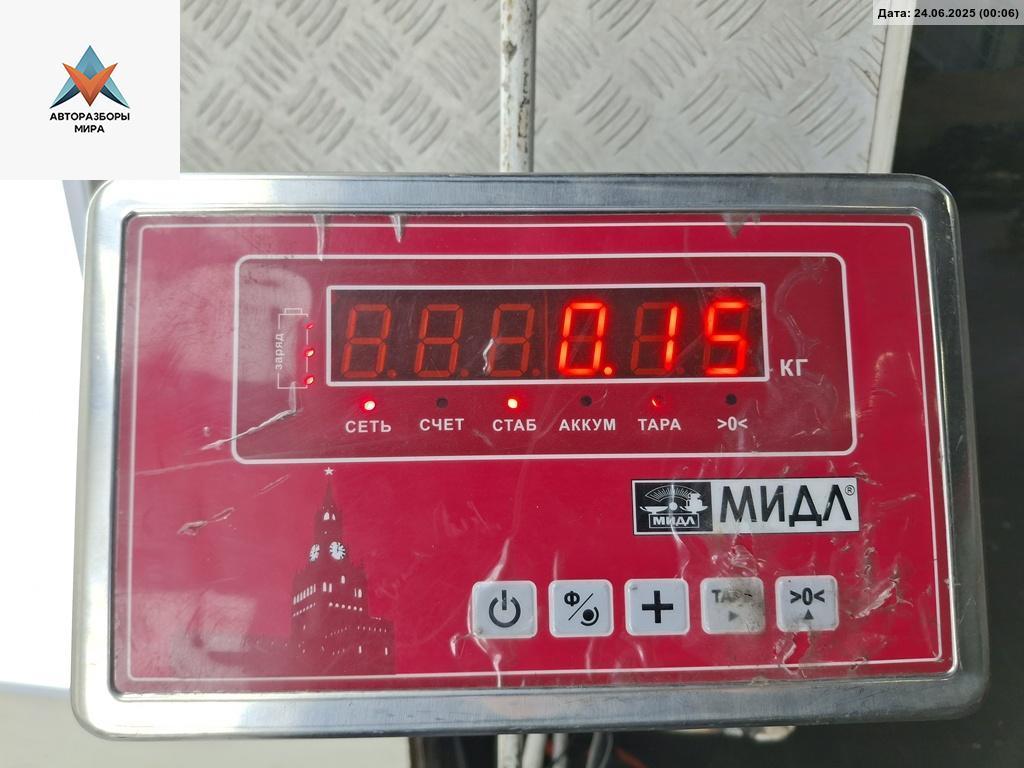 Дата: 24.06.2025 (00:06)
АВТОРАЗБОРЫ
МИРА
заряд
0.15
КГ
СЕТЬ СЧЕТ СТАБ АККУМ ТАРА >0<
МИДЛ МИДЛ®
Ф
ТАРА >0<